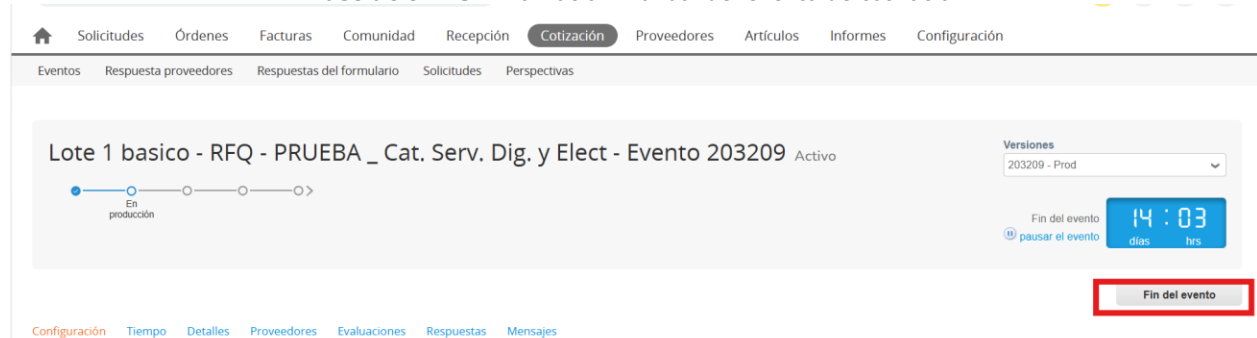 Solicitudes Órdenes Facturas Comunidad Recepción Cotización Proveedores Artículos Informes Configuración
Eventos Respuesta proveedores Respuestas del formulario Solicitudes Perspectivas
Lote 1 basico - RFQ - PRUEBA _ Cat. Serv. Dig. y Elect - Evento 203209 Activo
En
producción
Versiones
203209 - Prod
Fin del evento
pausar el evento
14 : 03
días hrs
Fin del evento
Configuración Tiempo Detalles Proveedores Evaluaciones Respuestas Mensajes